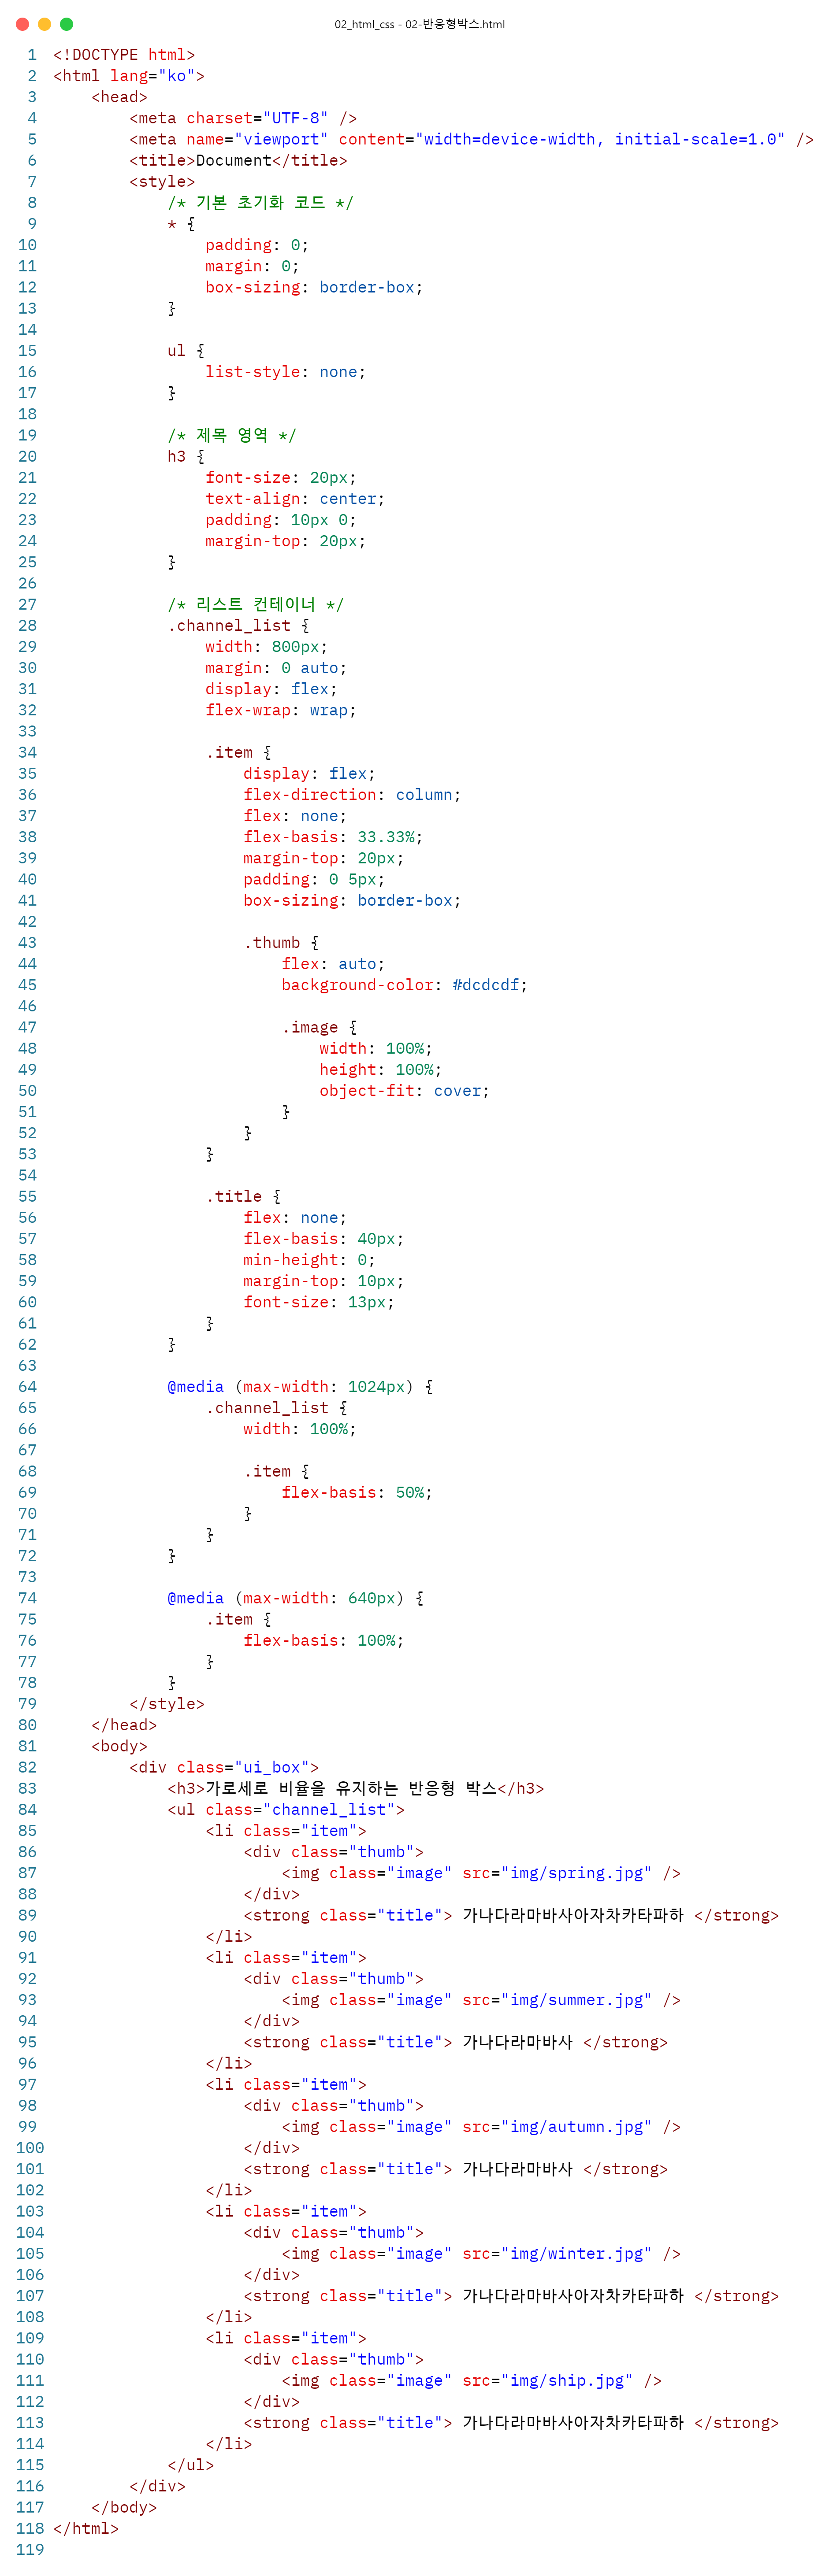 02_html_css - 02-반응형박스.html
1 <!DOCTYPE html>
2 <html lang="ko">
3     <head>
4         <meta charset="UTF-8" />
5         <meta name="viewport" content="width=device-width, initial-scale=1.0" />
6         <title>Document</title>
7         <style>
8             /* 기본 초기화 코드 */
9             * {
10                 padding: 0;
11                 margin: 0;
12                 box-sizing: border-box;
13             }
14
15             ul {
16                 list-style: none;
17             }
18
19             /* 제목 영역 */
20             h3 {
21                 font-size: 20px;
22                 text-align: center;
23                 padding: 10px 0;
24                 margin-top: 20px;
25             }
26
27             /* 리스트 컨테이너 */
28             .channel_list {
29                 width: 800px;
30                 margin: 0 auto;
31                 display: flex;
32                 flex-wrap: wrap;
33
34                 .item {
35                     display: flex;
36                     flex-direction: column;
37                     flex: none;
38                     flex-basis: 33.33%;
39                     margin-top: 20px;
40                     padding: 0 5px;
41                     box-sizing: border-box;
42
43                     .thumb {
44                         flex: auto;
45                         background-color: #dcdcdf;
46
47                         .image {
48                             width: 100%;
49                             height: 100%;
50                             object-fit: cover;
51                         }
52                     }
53                 }
54
55                 .title {
56                     flex: none;
57                     flex-basis: 40px;
58                     min-height: 0;
59                     margin-top: 10px;
60                     font-size: 13px;
61                 }
62             }
63
64             @media (max-width: 1024px) {
65                 .channel_list {
66                     width: 100%;
67
68                     .item {
69                         flex-basis: 50%;
70                     }
71                 }
72             }
73
74             @media (max-width: 640px) {
75                 .item {
76                     flex-basis: 100%;
77                 }
78             }
79         </style>
80     </head>
81     <body>
82         <div class="ui_box">
83             <h3>가로세로 비율을 유지하는 반응형 박스</h3>
84             <ul class="channel_list">
85                 <li class="item">
86                     <div class="thumb">
87                         <img class="image" src="img/spring.jpg" />
88                     </div>
89                     <strong class="title"> 가나다라마바사아자차카타파하 </strong>
90                 </li>
91                 <li class="item">
92                     <div class="thumb">
93                         <img class="image" src="img/summer.jpg" />
94                     </div>
95                     <strong class="title"> 가나다라마바사 </strong>
96                 </li>
97                 <li class="item">
98                     <div class="thumb">
99                         <img class="image" src="img/autumn.jpg" />
100                     </div>
101                     <strong class="title"> 가나다라마바사 </strong>
102                 </li>
103                 <li class="item">
104                     <div class="thumb">
105                         <img class="image" src="img/winter.jpg" />
106                     </div>
107                     <strong class="title"> 가나다라마바사아자차카타파하 </strong>
108                 </li>
109                 <li class="item">
110                     <div class="thumb">
111                         <img class="image" src="img/ship.jpg" />
112                     </div>
113                     <strong class="title"> 가나다라마바사아자차카타파하 </strong>
114                 </li>
115             </ul>
116         </div>
117     </body>
118 </html>
119